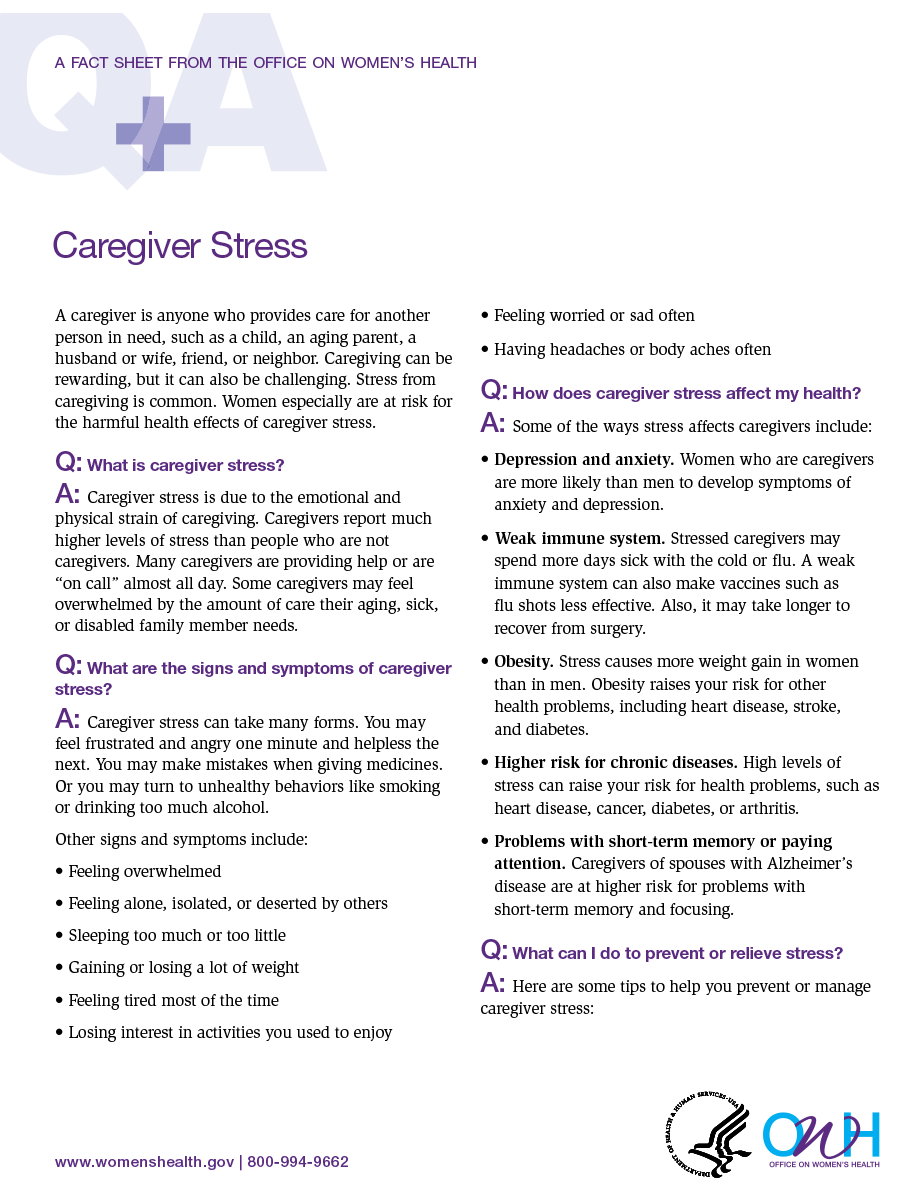 QA
A FACT SHEET FROM THE OFFICE ON WOMEN'S HEALTH
Caregiver Stress
A caregiver is anyone who provides care for another
person in need, such as a child, an aging parent, a
husband or wife, friend, or neighbor. Caregiving can be
rewarding, but it can also be challenging. Stress from
caregiving is common. Women especially are at risk for
the harmful health effects of caregiver stress.
Q: What is caregiver stress?
A: Caregiver stress is due to the emotional and
physical strain of caregiving. Caregivers report much
higher levels of stress than people who are not
caregivers. Many caregivers are providing help or are
“on call” almost all day. Some caregivers may feel
overwhelmed by the amount of care their aging, sick,
or disabled family member needs.
Q: What are the signs and symptoms of caregiver
stress?
A: Caregiver stress can take many forms. You may
feel frustrated and angry one minute and helpless the
next. You may make mistakes when giving medicines.
Or you may turn to unhealthy behaviors like smoking
or drinking too much alcohol.
Other signs and symptoms include:
• Feeling overwhelmed
• Feeling alone, isolated, or deserted by others
• Sleeping too much or too little
• Gaining or losing a lot of weight
• Feeling tired most of the time
• Losing interest in activities you used to enjoy
• Feeling worried or sad often
• Having headaches or body aches often
Q: How does caregiver stress affect my health?
A: Some of the ways stress affects caregivers include:
• Depression and anxiety. Women who are caregivers
are more likely than men to develop symptoms of
anxiety and depression.
• Weak immune system. Stressed caregivers may
spend more days sick with the cold or flu. A weak
immune system can also make vaccines such as
flu shots less effective. Also, it may take longer to
recover from surgery.
• Obesity. Stress causes more weight gain in women
than in men. Obesity raises your risk for other
health problems, including heart disease, stroke,
and diabetes.
• Higher risk for chronic diseases. High levels of
stress can raise your risk for health problems, such as
heart disease, cancer, diabetes, or arthritis.
• Problems with short-term memory or paying
attention. Caregivers of spouses with Alzheimer’s
disease are at higher risk for problems with
short-term memory and focusing.
Q: What can I do to prevent or relieve stress?
A: Here are some tips to help you prevent or manage
caregiver stress:
www.womenshealth.gov | 800-994-9662
DEPARTMENT OF HEALTH & HUMAN SERVICES • USA
OWH
OFFICE ON WOMEN'S HEALTH